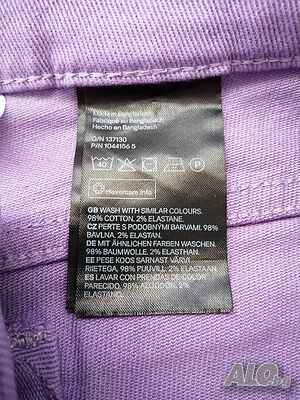 Made in Bangladesh
Fabriqué au Bangladesh
Hecho en Bangladesh
O/N 137130
P/N 1044156 5
40
clevercare.info
GB WASH WITH SIMILAR COLOURS.
98% COTTON, 2% ELASTANE.
CZ PERTE S PODOBNÝMI BARVAMI. 98%
BAVLNA, 2% ELASTAN.
DE MIT ÄHNLICHEN FARBEN WASCHEN.
98% BAUMWOLLE, 2% ELASTHAN.
EE PESE KOOS SARNAST VÄRVI
RIIETEGA. 98% PUUVILL, 2% ELASTAAN.
ES LAVAR CON PRENDAS DE COLOR
PARECIDO. 98% ALGODÓN, 2%
ELASTANO.
ALO.bg